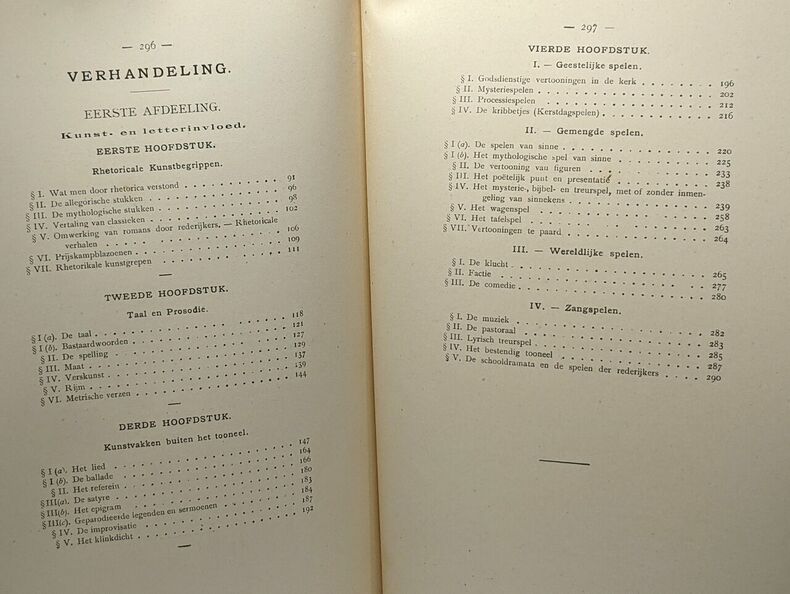 — 296 —
VERHANDELING.
EERSTE AFDEELING.
Kunst- en letterinvloed.
EERSTE HOOFDSTUK.
Rhetoricale Kunstbegrippen.
§ I. Wat men door rhetorica verstond . . . . . . . . . . 91
§ II. De allegorische stukken . . . . . . . . . . 96
§ III. De mythologische stukken . . . . . . . . . . 98
§ IV. Vertaling van classieken . . . . . . . . . . 102
§ V. Omwerking van romans door rederijkers. — Rhetoricale
verhalen . . . . . . . . . . 106
§ VI. Prijskampblazoenen . . . . . . . . . . 109
§ VII. Rhetorikale kunstgrepen . . . . . . . . . . 111
TWEEDE HOOFDSTUK.
Taal en Prosodie.
§ I (a). De taal . . . . . . . . . . 118
§ I (b). Bastaardwoorden . . . . . . . . . . 121
§ II. De spelling . . . . . . . . . . 127
§ III. Maat . . . . . . . . . . 129
§ IV. Verskunst . . . . . . . . . . 137
§ V. Rijm . . . . . . . . . . 139
§ VI. Metrische verzen . . . . . . . . . . 144
DERDE HOOFDSTUK.
Kunstvakken buiten het tooneel.
§ I (a). Het lied . . . . . . . . . . 147
§ I (b). De ballade . . . . . . . . . . 164
§ II. Het referein . . . . . . . . . . 166
§ III(a). De satyre . . . . . . . . . . 180
§ III(b). Het epigram . . . . . . . . . . 183
§ III(c). Geparodieerde legenden en sermoenen . . . . . . . . . . 184
§ IV. De improvisatie . . . . . . . . . . 187
§ V. Het klinkdicht . . . . . . . . . . 192
— 297 —
VIERDE HOOFDSTUK.
I. — Geestelijke spelen.
§ I. Godsdienstige vertooningen in de kerk . . . . . . . 196
§ II. Mysteriespelen . . . . . . . . . . 202
§ III. Processiespelen . . . . . . . . . . 212
§ IV. De kribbetjes (Kerstdagspelen) . . . . . . . . . . 216
II. — Gemengde spelen.
§ I (a). De spelen van sinne . . . . . . . . . . 220
§ I (b). Het mythologische spel van sinne . . . . . . . . . . 225
§ II. De vertooning van figuren . . . . . . . . . . 233
§ III. Het poëtelijk punt en presentatie . . . . . . . . . . 238
§ IV. Het mysterie-, bijbel- en treurspel, met of zonder inmen-
geling van sinnekens . . . . . . . . . . 239
§ V. Het wagenspel . . . . . . . . . . 258
§ VI. Het tafelspel . . . . . . . . . . 263
§ VII. Vertooningen te paard . . . . . . . . . . 264
III. — Wereldlijke spelen.
§ I. De klucht . . . . . . . . . . 265
§ II. Factie . . . . . . . . . . 277
§ III. De comedie . . . . . . . . . . 280
IV. — Zangspelen.
§ I. De muziek . . . . . . . . . . 282
§ II. De pastoraal . . . . . . . . . . 283
§ III. Lyrisch treurspel . . . . . . . . . . 285
§ IV. Het bestendig tooneel . . . . . . . . . . 287
§ V. De schooldramata en de spelen der rederijkers . . . . 290